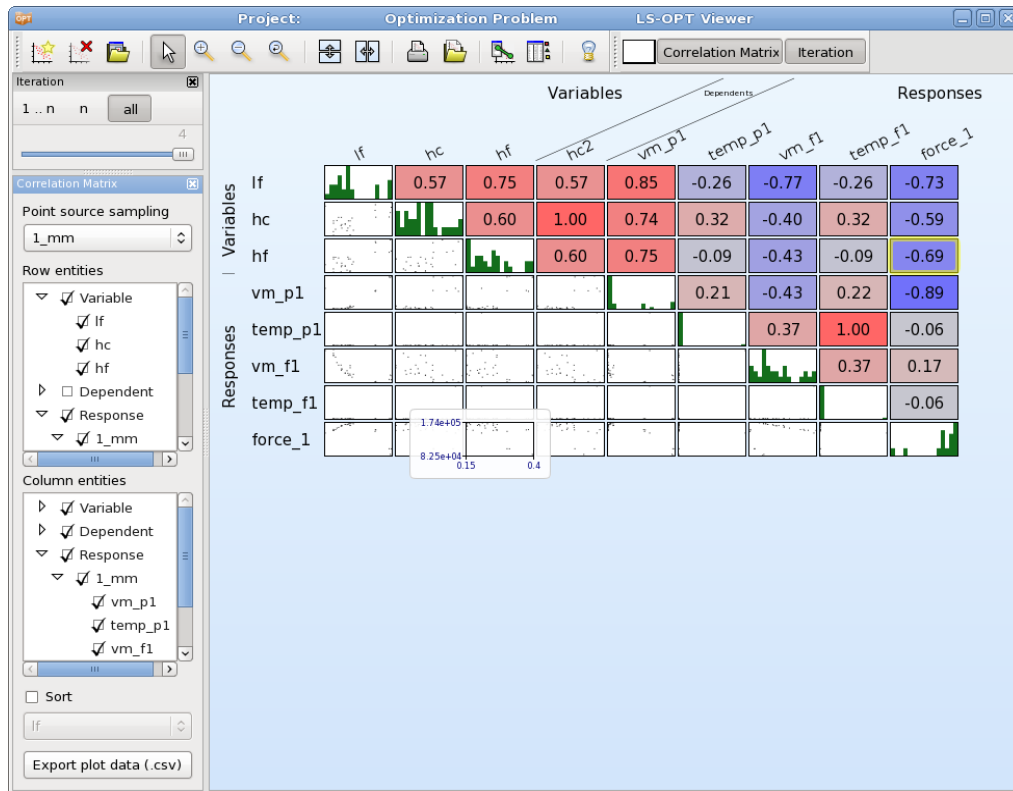 OPT Project: Optimization Problem LS-OPT Viewer
Correlation Matrix Iteration
Iteration
1 .. n n all
4
Correlation Matrix
Point source sampling
1_mm
Row entities
Variable
lf
hc
hf
Dependent
Response
1_mm
Column entities
Variable
Dependent
Response
1_mm
vm_p1
temp_p1
vm_f1
Sort
lf
Export plot data (.csv)
Variables Dependents Responses
lf hc hf hc2 vm_p1 temp_p1 vm_f1 temp_f1 force_1
Variables
Responses
lf 0.57 0.75 0.57 0.85 -0.26 -0.77 -0.26 -0.73
hc 0.60 1.00 0.74 0.32 -0.40 0.32 -0.59
hf 0.60 0.75 -0.09 -0.43 -0.09 -0.69
vm_p1 0.21 -0.43 0.22 -0.89
temp_p1 0.37 1.00 -0.06
vm_f1 0.37 0.17
temp_f1 -0.06
force_1
1.74e+05
8.25e+04
0.15 0.4